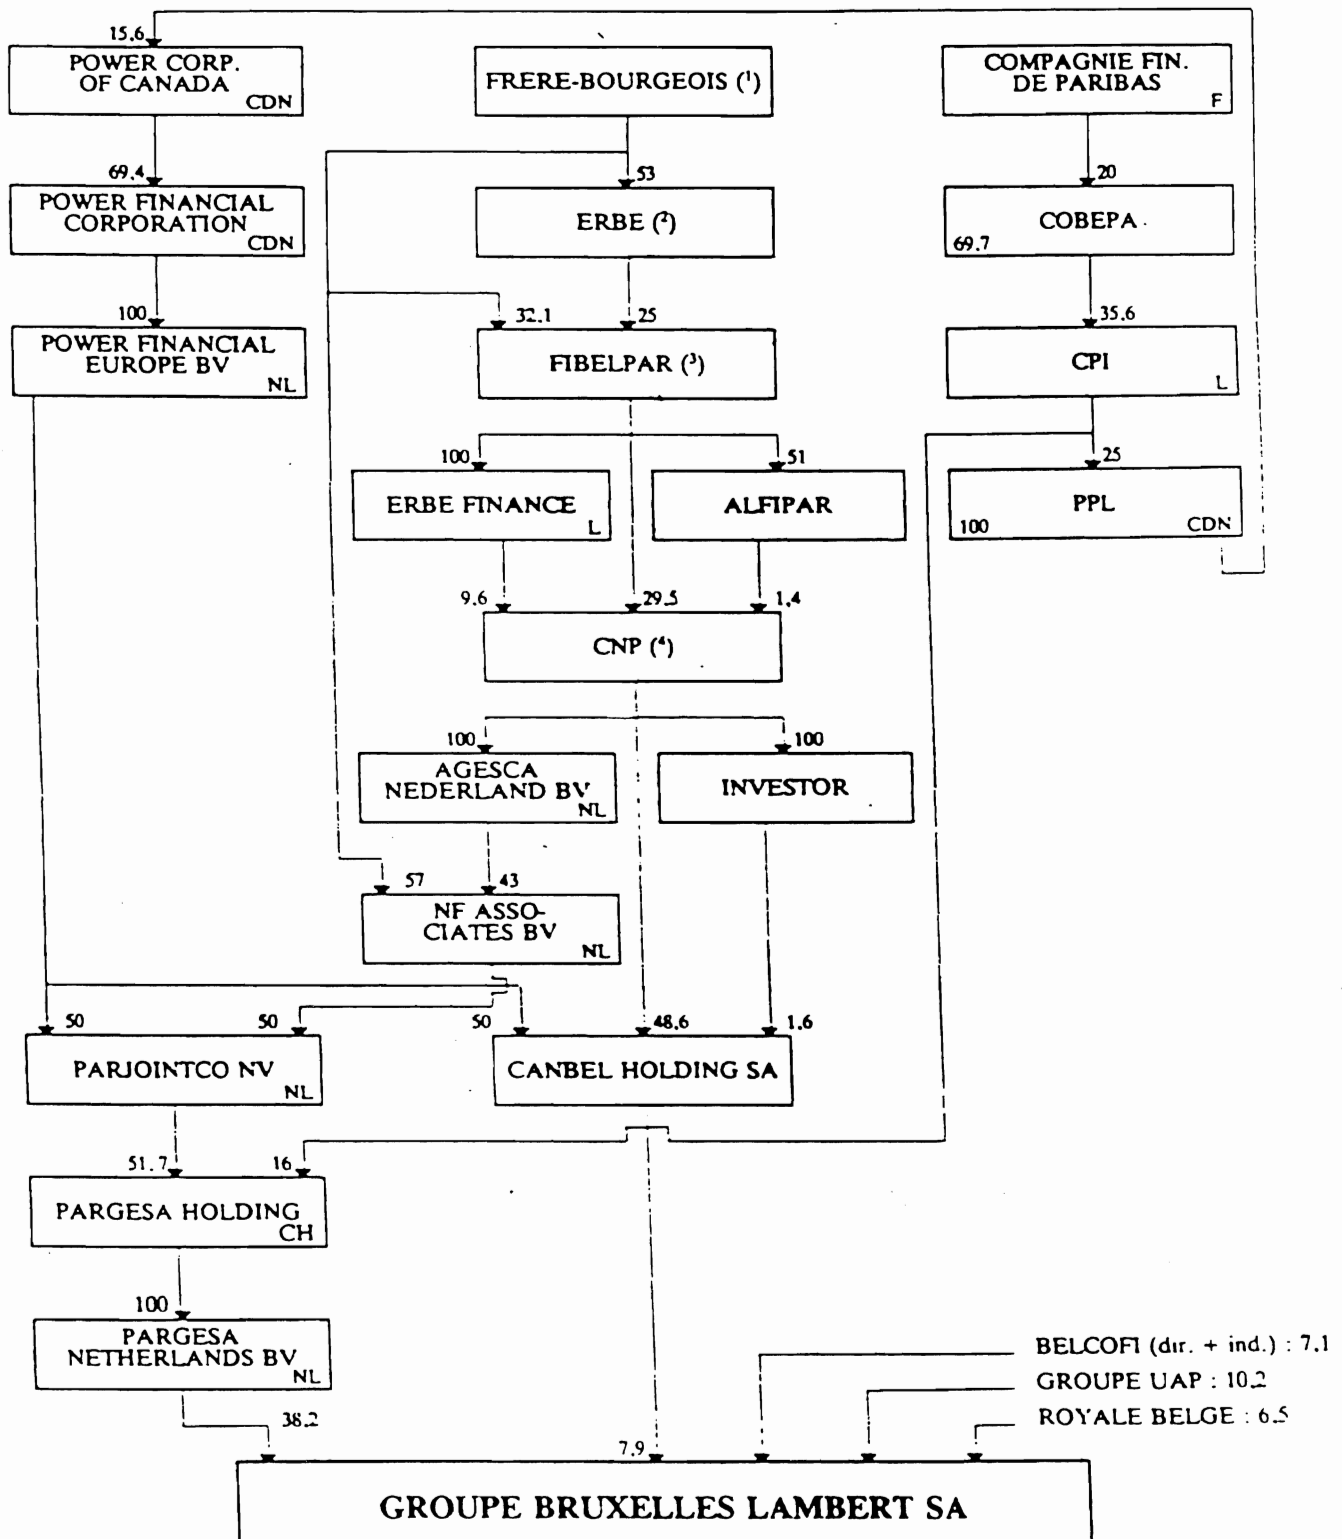 15.6
POWER CORP.
OF CANADA
CDN
FRERE-BOURGEOIS (¹)
COMPAGNIE FIN.
DE PARIBAS
F
69.4
POWER FINANCIAL
CORPORATION
CDN
53
ERBE (²)
20
COBEPA
69.7
100
POWER FINANCIAL
EUROPE BV
NL
32.1
25
FIBELPAR (³)
35.6
CPI
L
100
ERBE FINANCE
L
51
ALFIPAR
25
PPL
100
CDN
9.6
29.5
1.4
CNP (⁴)
100
AGESCA
NEDERLAND BV
NL
100
INVESTOR
57
43
NF ASSO-
CIATES BV
NL
50
50
PARJOINTCO NV
NL
50
48.6
1.6
CANBEL HOLDING SA
51.7
16
PARGESA HOLDING
CH
100
PARGESA
NETHERLANDS BV
NL
BELCOFI (dir. + ind.) : 7.1
GROUPE UAP : 10.2
ROYALE BELGE : 6.5
38.2
7.9
GROUPE BRUXELLES LAMBERT SA